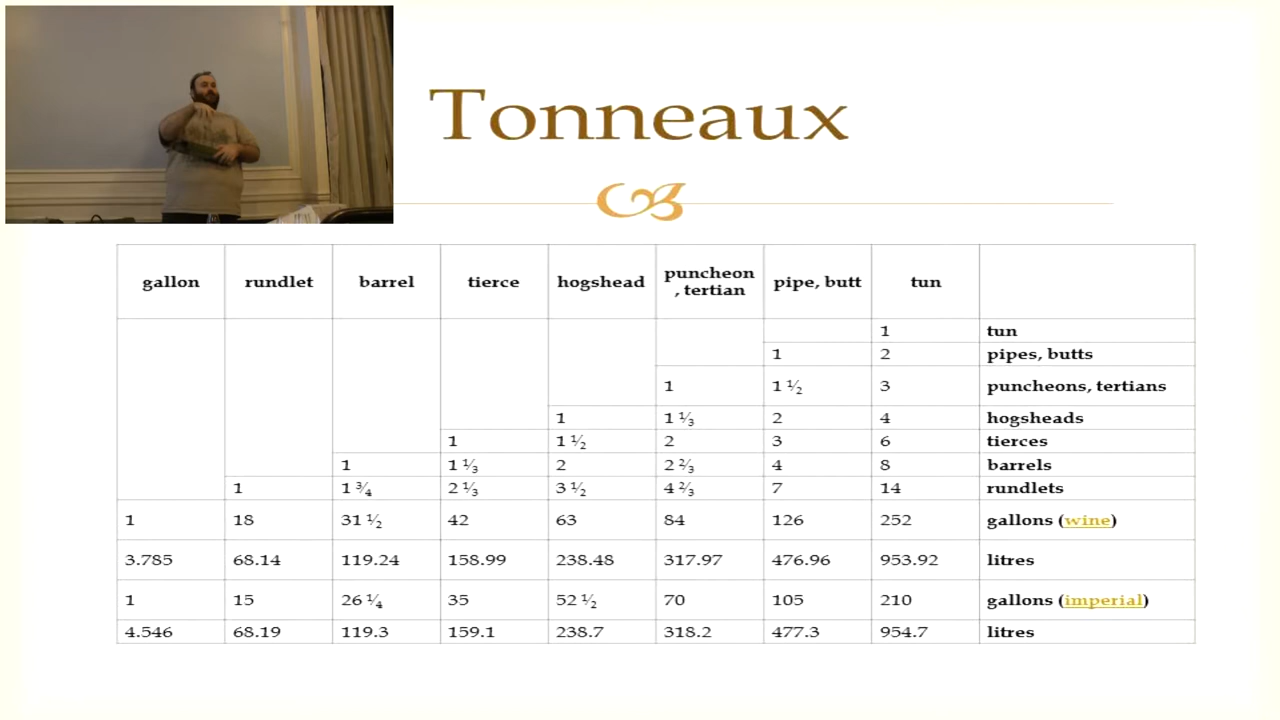 Tonneaux
gallon rundlet barrel tierce hogshead puncheon, tertian pipe, butt tun
1 tun
1 2 pipes, butts
1 1 ½ 3 puncheons, tertians
1 1 ⅓ 2 4 hogsheads
1 1 ½ 2 3 6 tierces
1 1 ⅓ 2 2 ⅔ 4 8 barrels
1 1 ¾ 2 ⅓ 3 ½ 4 ⅔ 7 14 rundlets
1 18 31 ½ 42 63 84 126 252 gallons (wine)
3.785 68.14 119.24 158.99 238.48 317.97 476.96 953.92 litres
1 15 26 ¼ 35 52 ½ 70 105 210 gallons (imperial)
4.546 68.19 119.3 159.1 238.7 318.2 477.3 954.7 litres